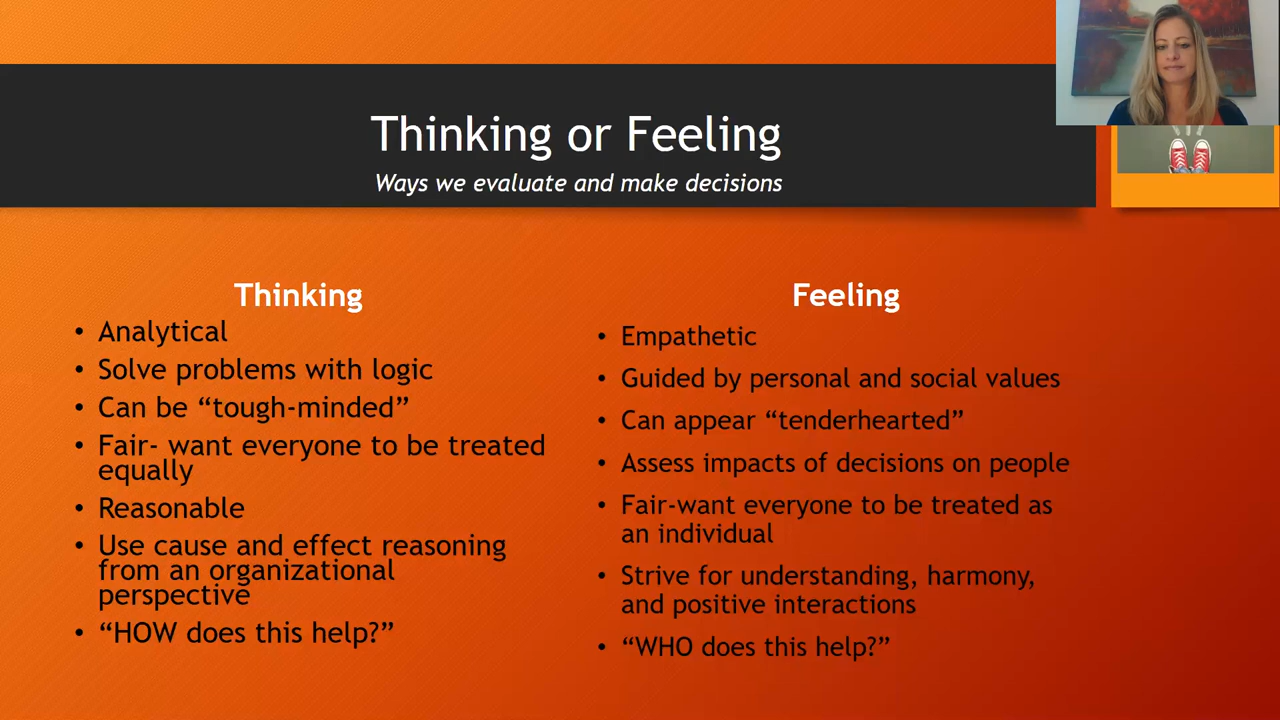 Thinking or Feeling
Ways we evaluate and make decisions
Thinking
• Analytical
• Solve problems with logic
• Can be “tough-minded”
• Fair- want everyone to be treated
equally
• Reasonable
• Use cause and effect reasoning
from an organizational
perspective
• “HOW does this help?”
Feeling
• Empathetic
• Guided by personal and social values
• Can appear “tenderhearted”
• Assess impacts of decisions on people
• Fair-want everyone to be treated as
an individual
• Strive for understanding, harmony,
and positive interactions
• “WHO does this help?”